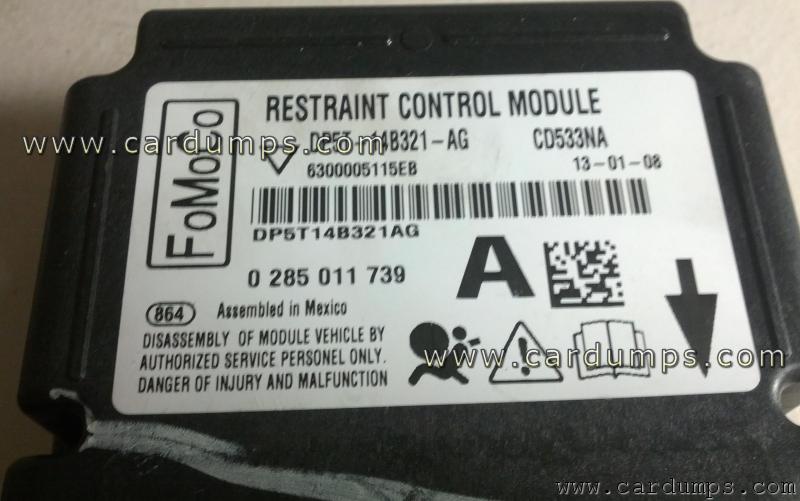 FoMoCo
RESTRAINT CONTROL MODULE
DP5T-14B321-AG CD533NA
6300005115EB 13-01-08
DP5T14B321AG
0 285 011 739
A
864 Assembled in Mexico
DISASSEMBLY OF MODULE VEHICLE BY
AUTHORIZED SERVICE PERSONEL ONLY.
DANGER OF INJURY AND MALFUNCTION
www.cardumps.com
www.cardumps.com
www.cardumps.com